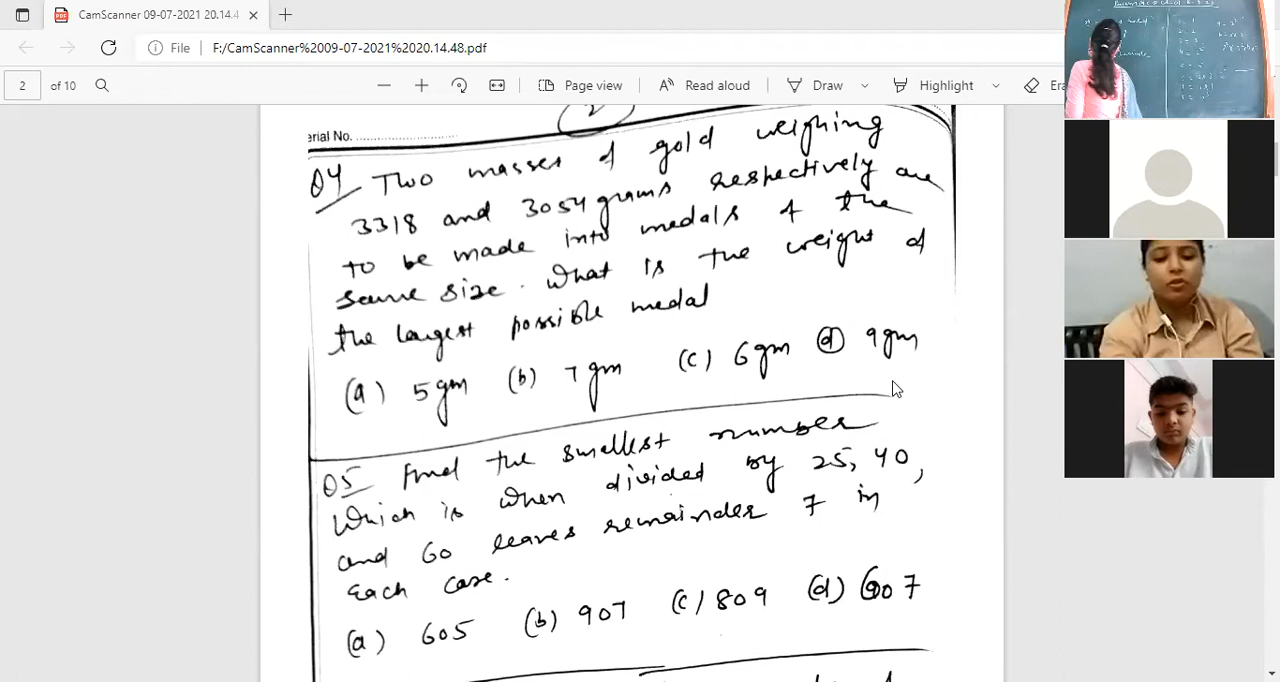 CamScanner 09-07-2021 20.14.4
File
F:/CamScanner%2009-07-2021%2020.14.48.pdf
2 of 10
Page view
Read aloud
Draw
Highlight
Era
erial No.
2
Q4 Two masses of gold weighing
3318 and 3054 grams respectively are
to be made into medals of the
same size. What is the weight of
the largest possible medal
(a) 5gm (b) 7gm (c) 6gm (d) 9gm
Q5 Find the smallest number
which is when divided by 25, 40,
and 60 leaves remainder 7 in
Each case.
(a) 605 (b) 907 (c) 809 (d) 607